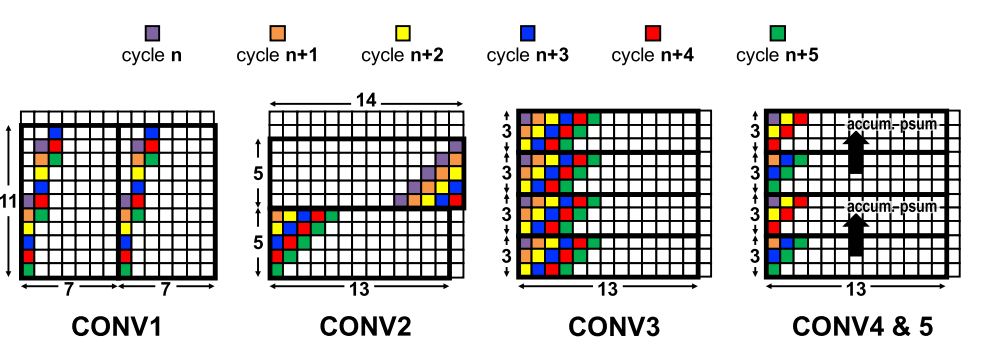 cycle n
cycle n+1
cycle n+2
cycle n+3
cycle n+4
cycle n+5
11
7
7
CONV1
14
5
5
13
CONV2
3
3
3
3
13
CONV3
3
accum. psum
3
3
accum. psum
3
13
CONV4 & 5